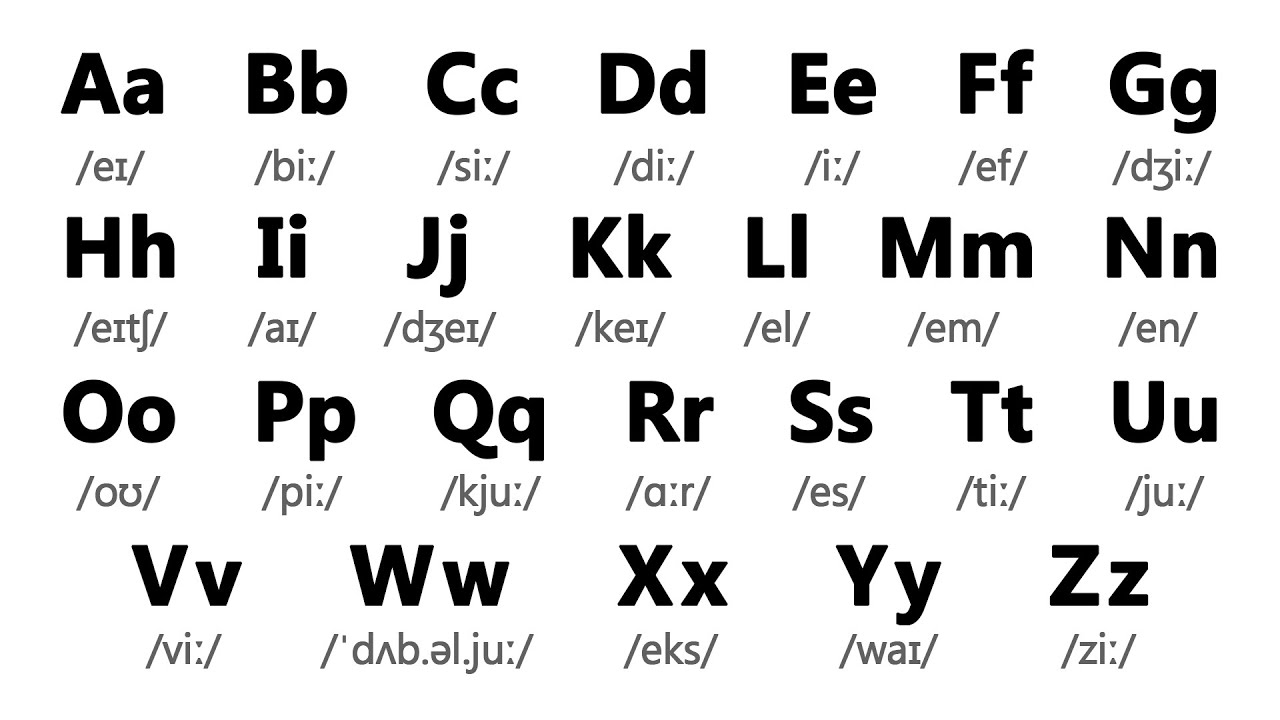 Aa Bb Cc Dd Ee Ff Gg
/eɪ/ /biː/ /siː/ /diː/ /iː/ /ef/ /dʒiː/
Hh Ii Jj Kk Ll Mm Nn
/eɪtʃ/ /aɪ/ /dʒeɪ/ /keɪ/ /el/ /em/ /en/
Oo Pp Qq Rr Ss Tt Uu
/oʊ/ /piː/ /kjuː/ /ɑːr/ /es/ /tiː/ /juː/
Vv Ww Xx Yy Zz
/viː/ /ˈdʌb.əl.juː/ /eks/ /waɪ/ /ziː/